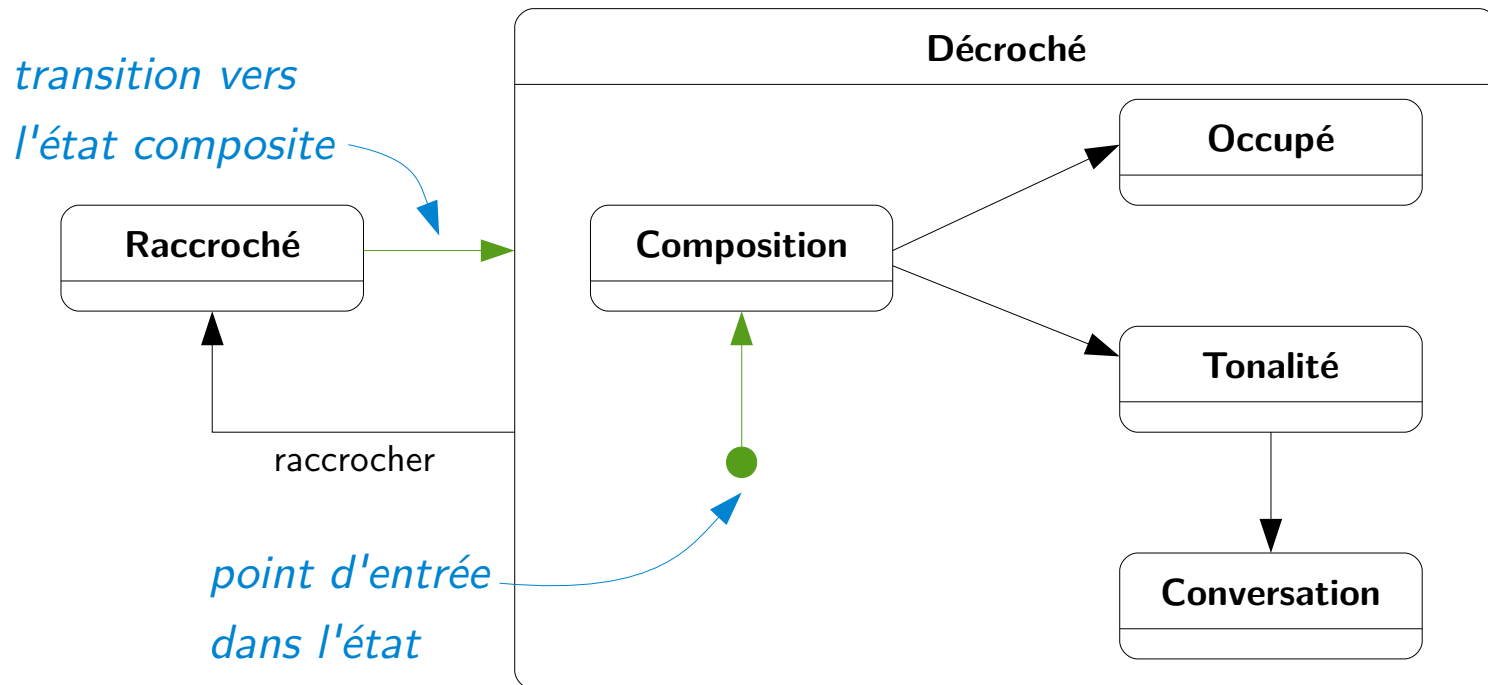 Décroché
transition vers
l'état composite
Occupé
Raccroché
Composition
Tonalité
raccrocher
point d'entrée
dans l'état
Conversation